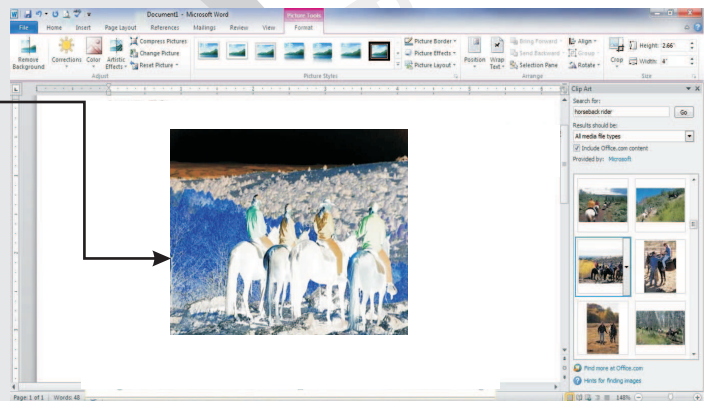 Document1 - Microsoft Word
Picture Tools
File Home Insert Page Layout References Mailings Review View Format
Remove Background
Corrections
Color
Artistic Effects
Compress Pictures
Change Picture
Reset Picture
Adjust
Picture Styles
Picture Border
Picture Effects
Picture Layout
Position
Wrap Text
Bring Forward
Send Backward
Selection Pane
Align
Group
Rotate
Arrange
Crop
Height: 2.66"
Width: 4"
Size
Clip Art
Search for:
horseback rider
Go
Results should be:
All media file types
Include Office.com content
Provided by: Microsoft
Find more at Office.com
Hints for finding images
Page: 1 of 1 Words: 48
148%